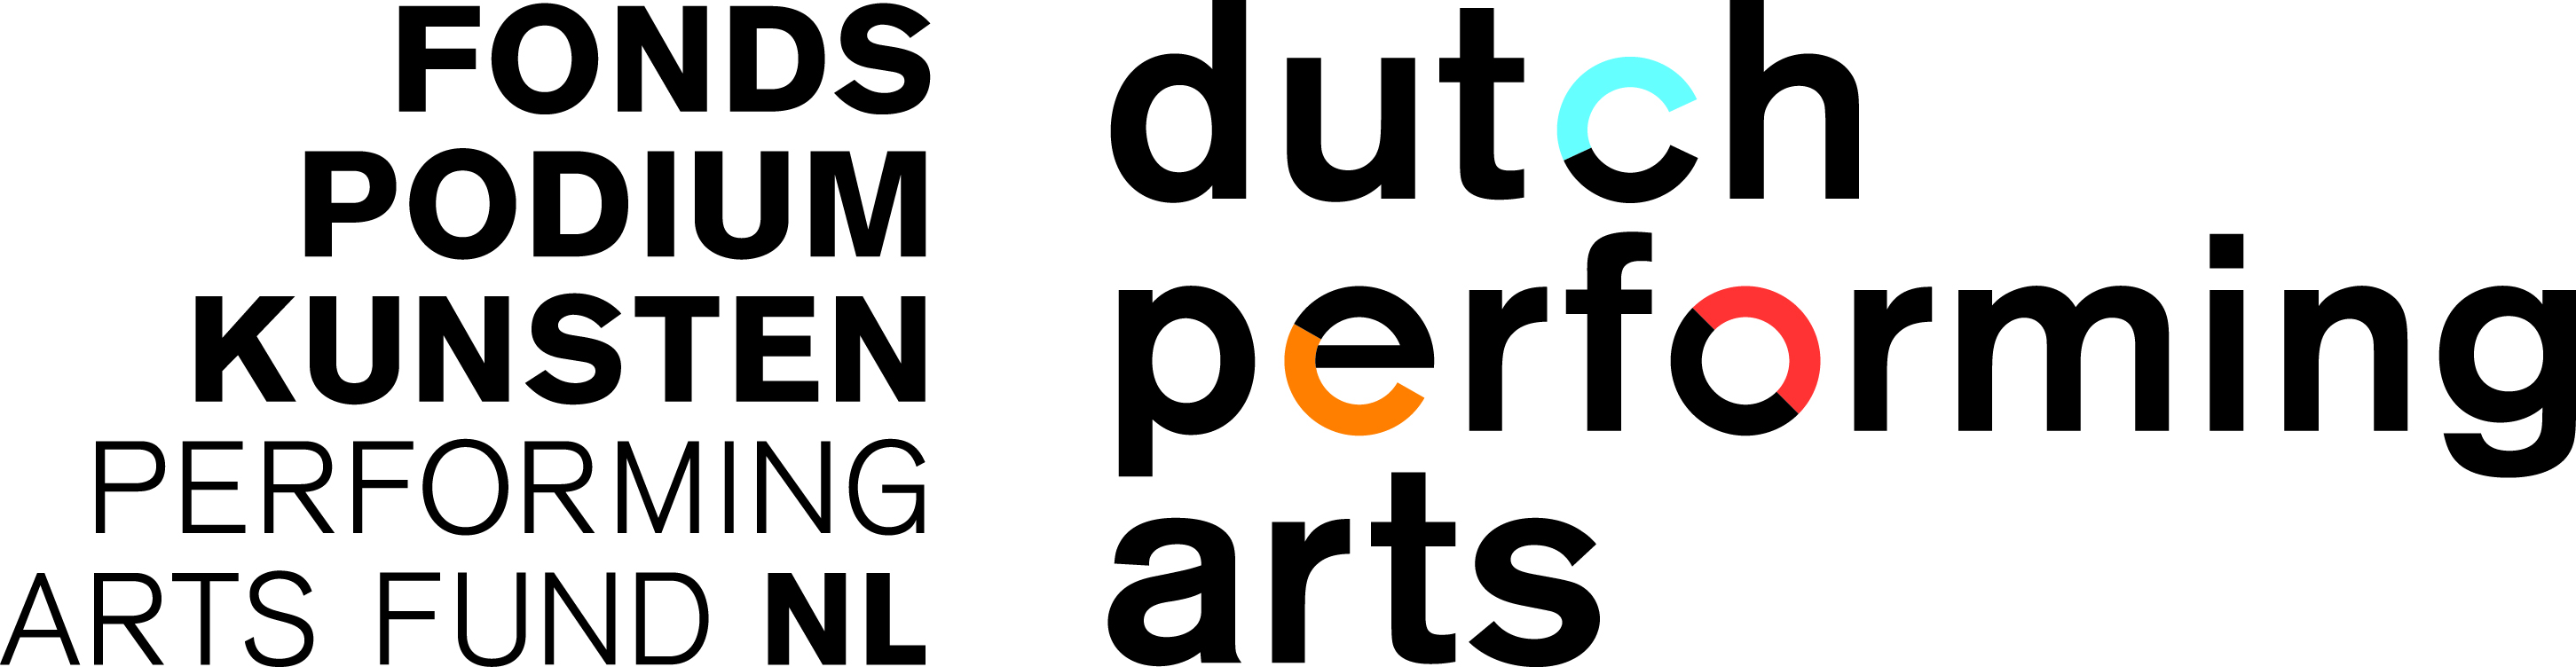 FONDS
PODIUM
KUNSTEN
PERFORMING
ARTS FUND NL
dutch
performing
arts